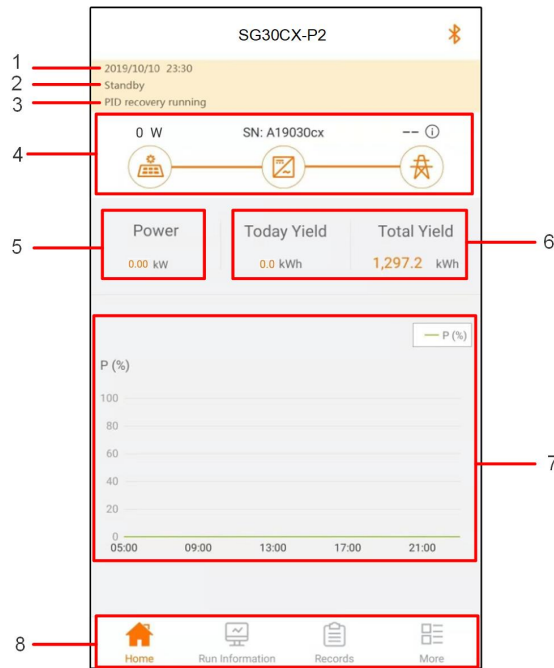 SG30CX-P2
1
2019/10/10 23:30
2
Standby
3
PID recovery running
4
0 W
SN: A19030cx
--
5
Power
Today Yield
Total Yield
6
0.00 kW
0.0 kWh
1,297.2 kWh
P (%)
P (%)
100
80
60
40
20
0
7
05:00
09:00
13:00
17:00
21:00
8
Home
Run Information
Records
More